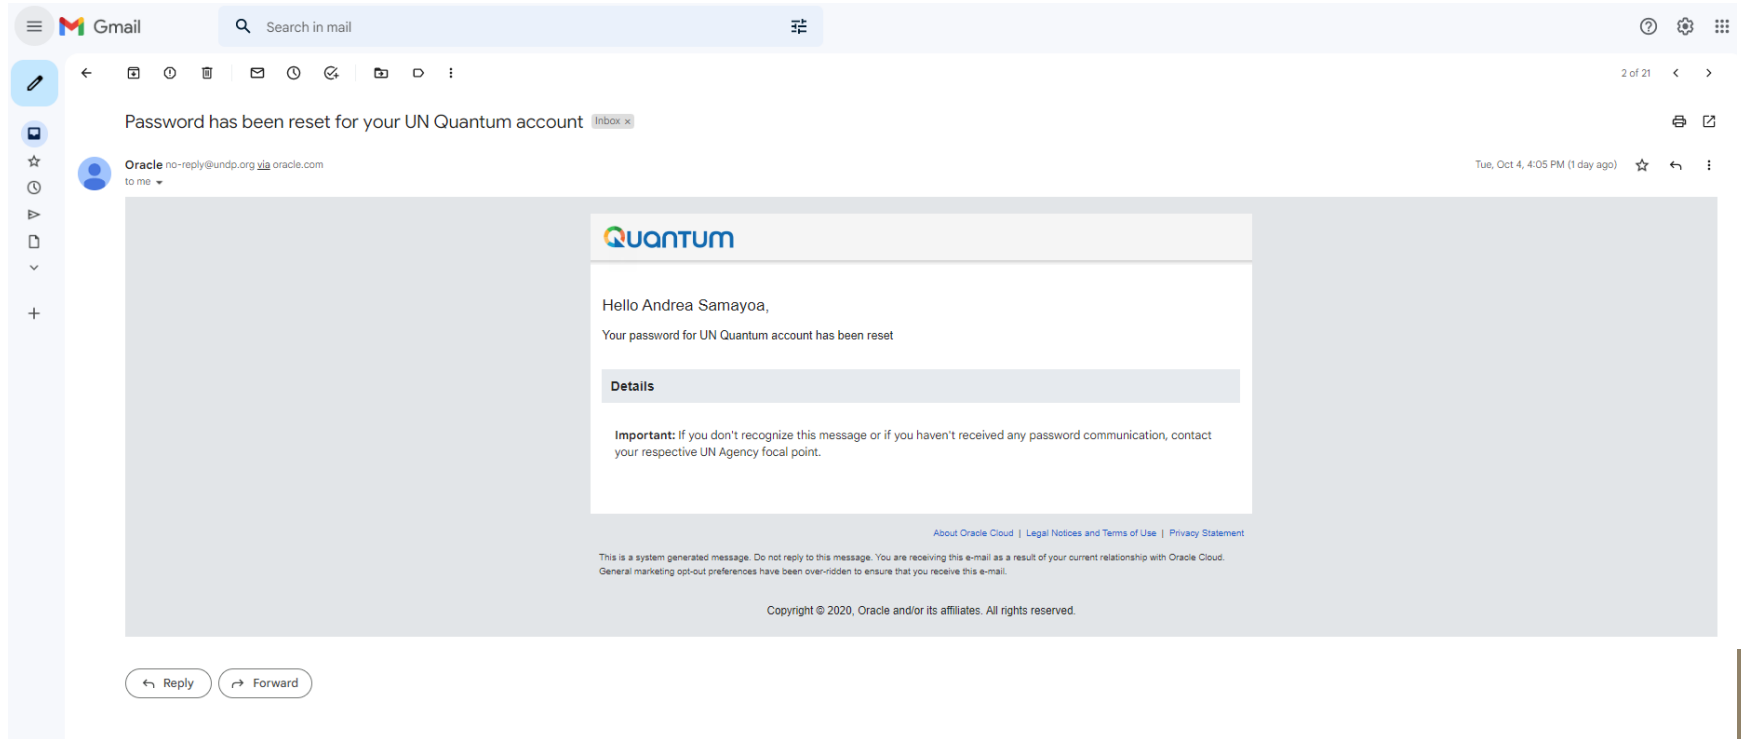 Gmail
Search in mail
2 of 21
Password has been reset for your UN Quantum account Inbox x
Oracle no-reply@undp.org via oracle.com
Tue, Oct 4, 4:05 PM (1 day ago)
to me
Quantum
Hello Andrea Samayoa,
Your password for UN Quantum account has been reset
Details
Important: If you don't recognize this message or if you haven't received any password communication, contact
your respective UN Agency focal point.
About Oracle Cloud | Legal Notices and Terms of Use | Privacy Statement
This is a system generated message. Do not reply to this message. You are receiving this e-mail as a result of your current relationship with Oracle Cloud.
General marketing opt-out preferences have been over-ridden to ensure that you receive this e-mail.
Copyright © 2020, Oracle and/or its affiliates. All rights reserved.
Reply
Forward